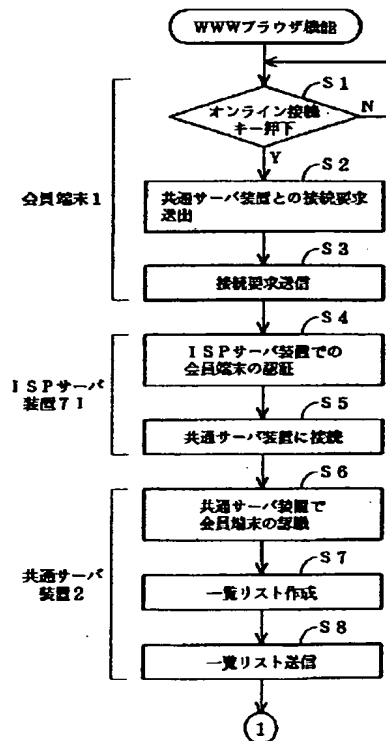 WWWブラウザ機能
S1
オンライン接続
キー押下
N
Y
会員端末1
S2
共通サーバ装置との接続要求
送出
S3
接続要求送信
S4
ISPサーバ装置での
会員端末の認証
ISPサーバ
装置71
S5
共通サーバ装置に接続
S6
共通サーバ装置で
会員端末の認識
共通サーバ
装置2
S7
一覧リスト作成
S8
一覧リスト送信
1